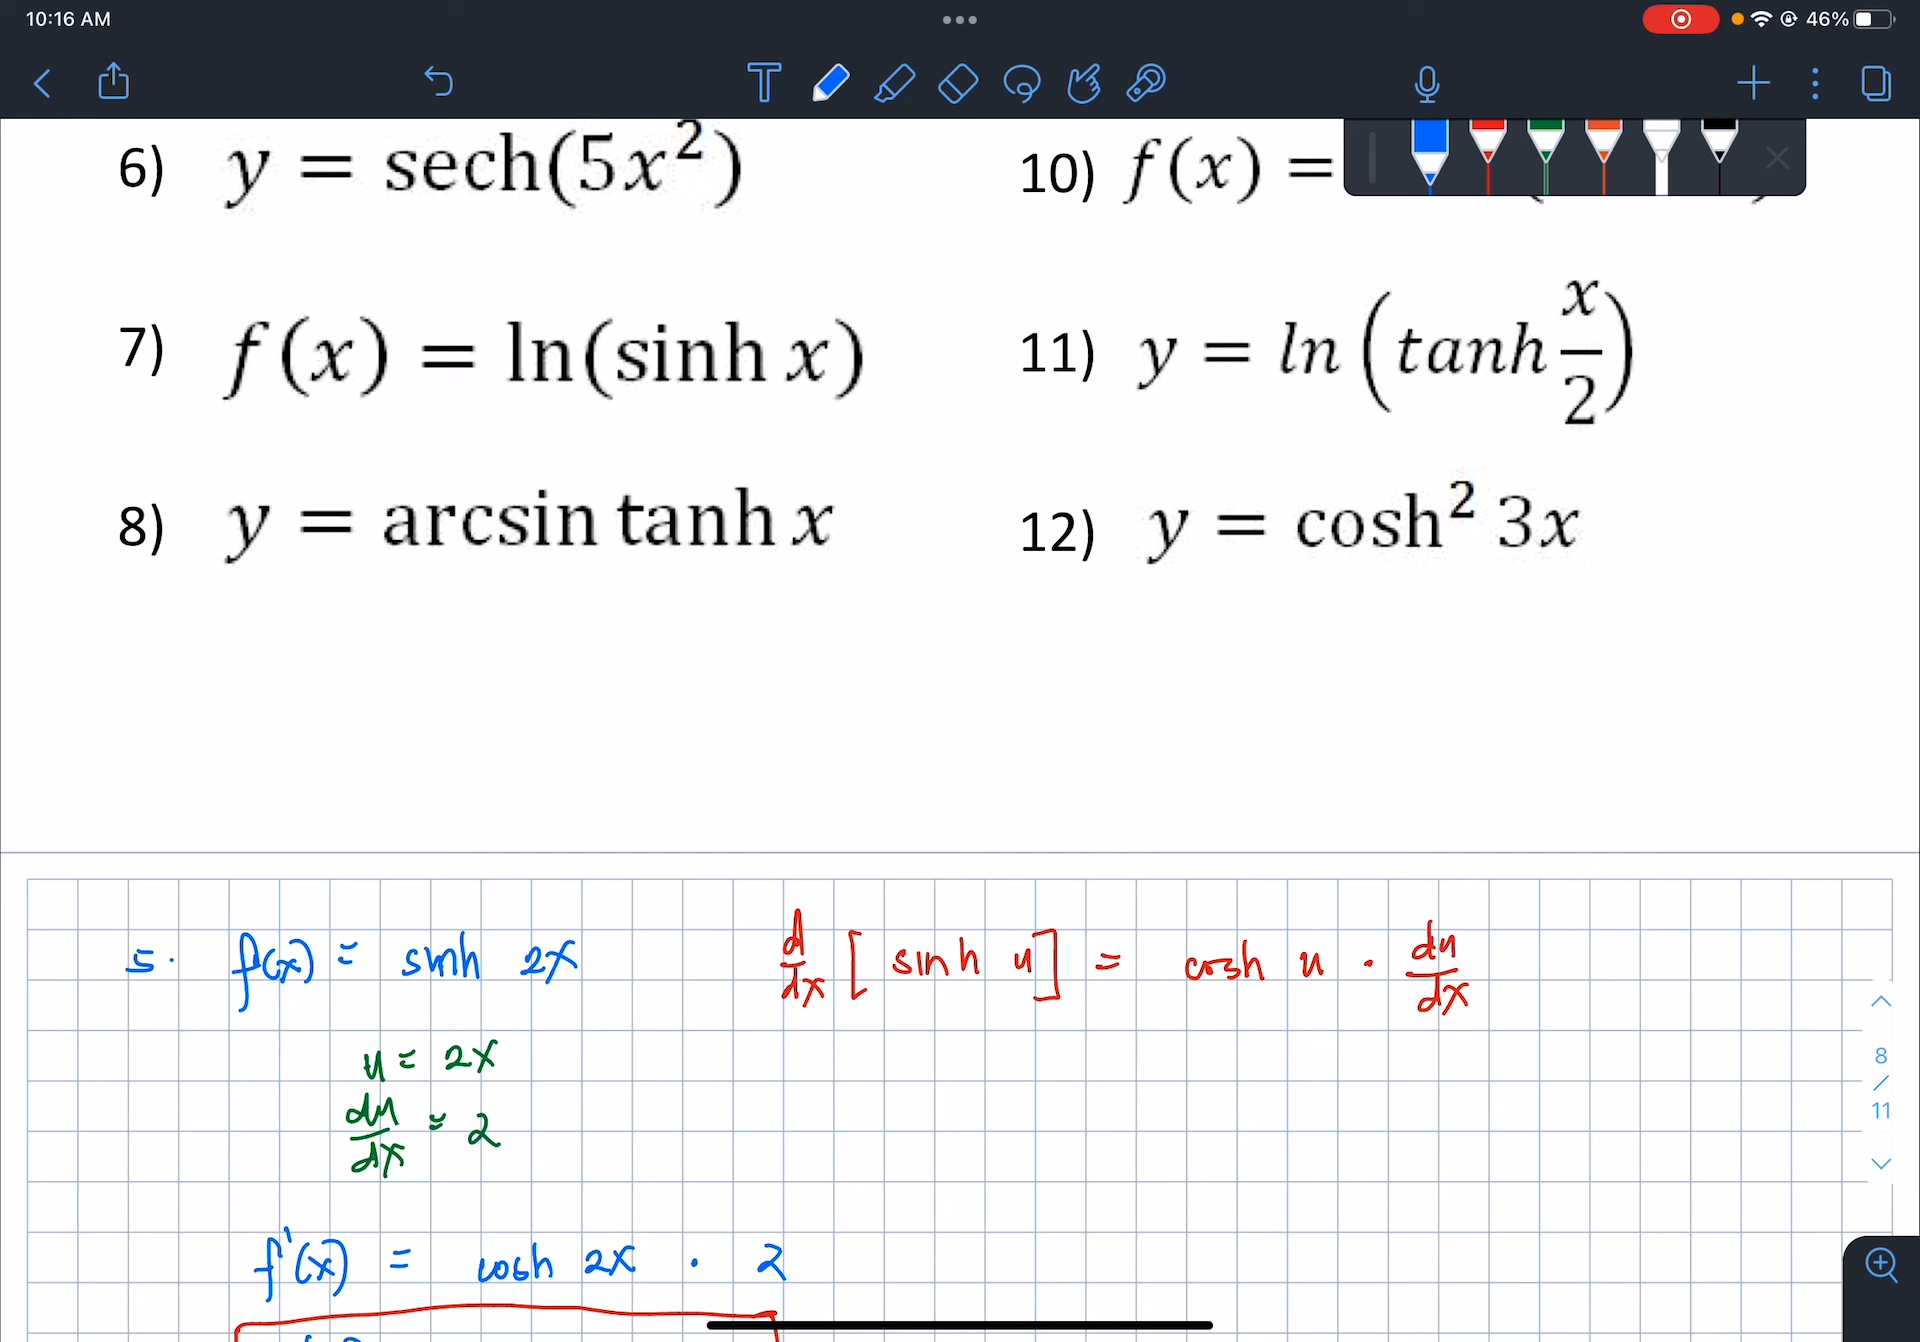 10:16 AM
46%
6) y = sech(5x²)
7) f(x) = ln(sinh x)
8) y = arcsin tanh x
10) f(x) =
11) y = ln (tanh x/2)
12) y = cosh² 3x
5. f(x) = sinh 2x
d/dx [sinh u] = cosh u · du/dx
u = 2x
du/dx = 2
f'(x) = cosh 2x · 2
8
/
11